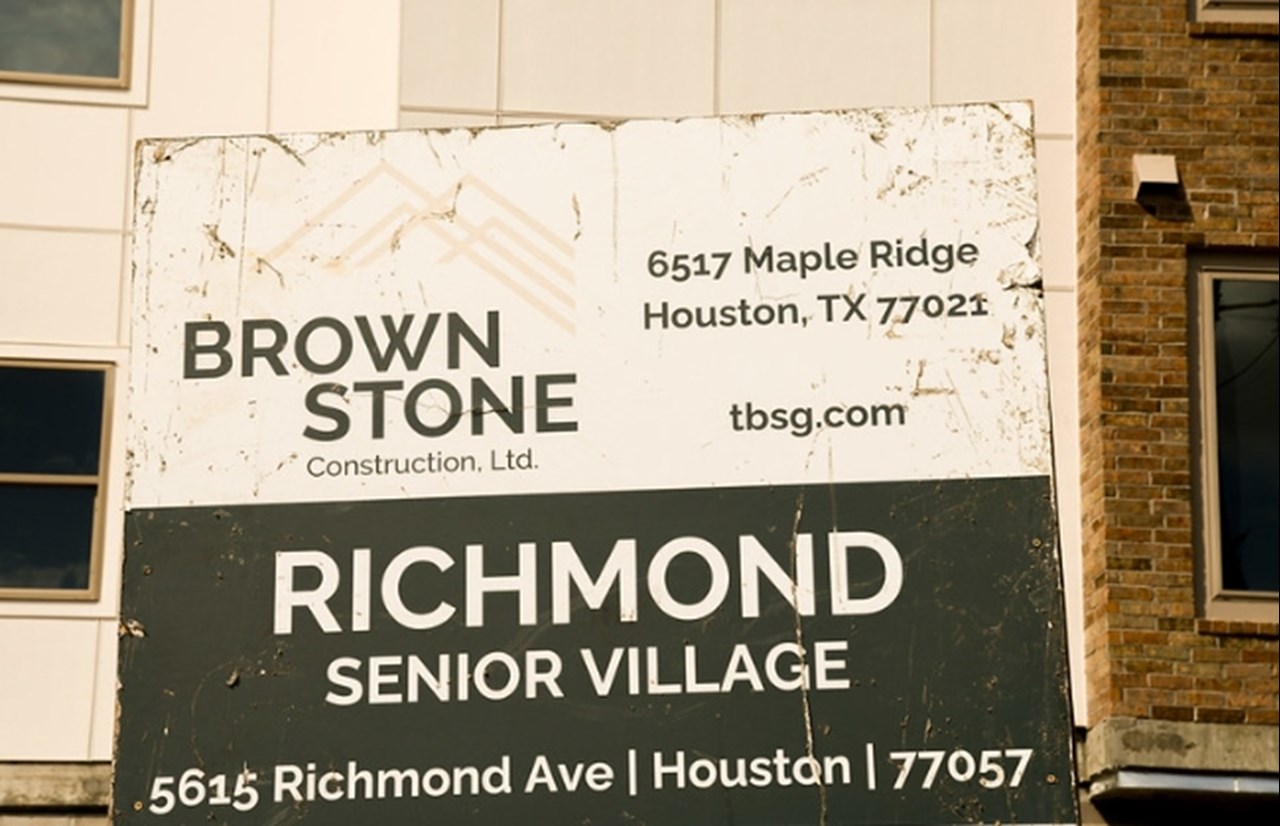 BROWN
STONE
Construction, Ltd.
6517 Maple Ridge
Houston, TX 77021
tbsg.com
RICHMOND
SENIOR VILLAGE
5615 Richmond Ave | Houston | 77057